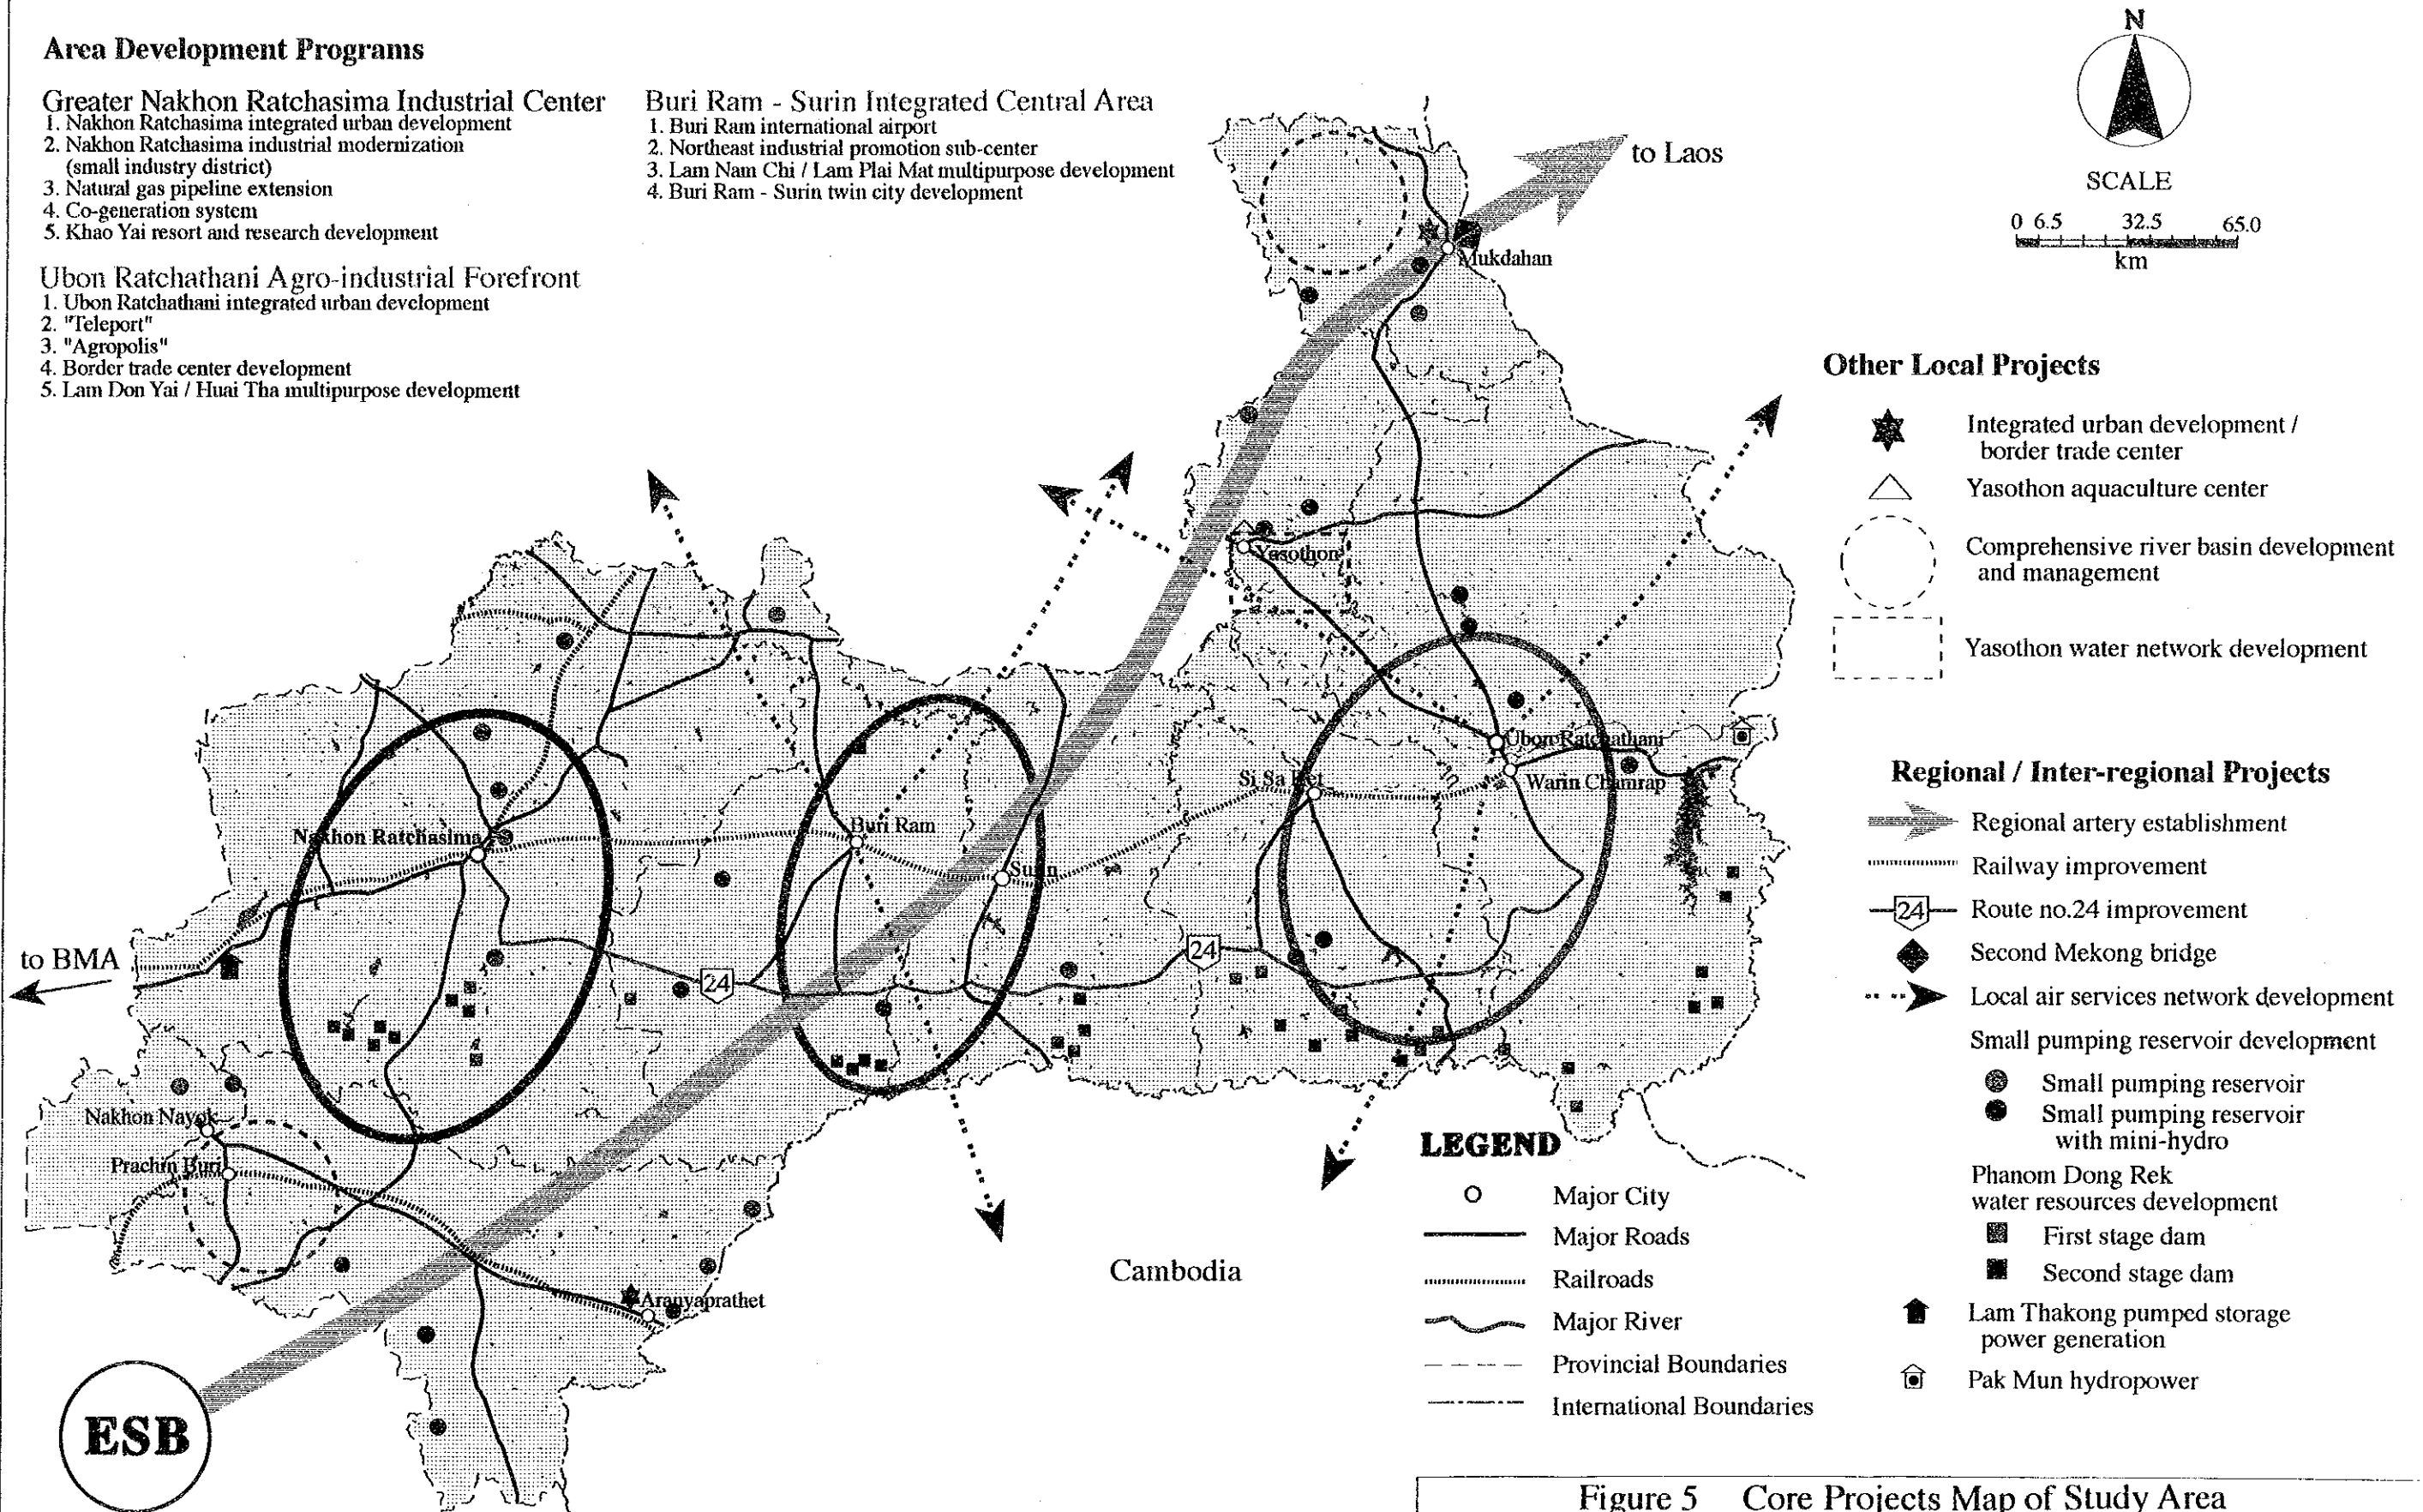 Area Development Programs
Greater Nakhon Ratchasima Industrial Center
1. Nakhon Ratchasima integrated urban development
2. Nakhon Ratchasima industrial modernization
(small industry district)
3. Natural gas pipeline extension
4. Co-generation system
5. Khao Yai resort and research development
Ubon Ratchathani Agro-industrial Forefront
1. Ubon Ratchathani integrated urban development
2. "Teleport"
3. "Agropolis"
4. Border trade center development
5. Lam Don Yai / Huai Tha multipurpose development
Buri Ram - Surin Integrated Central Area
1. Buri Ram international airport
2. Northeast industrial promotion sub-center
3. Lam Nam Chi / Lam Plai Mat multipurpose development
4. Buri Ram - Surin twin city development
N
SCALE
0 6.5 32.5 65.0
km
to Laos
Mukdahan
Yasothon
Ubon Ratchathani
Warin Chamrap
Si Sa Ket
Buri Ram
Surin
Nakhon Ratchasima
24
24
to BMA
Nakhon Nayok
Prachin Buri
Aranyaprathet
Cambodia
ESB
Other Local Projects
Integrated urban development /
border trade center
Yasothon aquaculture center
Comprehensive river basin development
and management
Yasothon water network development
Regional / Inter-regional Projects
Regional artery establishment
Railway improvement
24 Route no.24 improvement
Second Mekong bridge
Local air services network development
Small pumping reservoir development
Small pumping reservoir
Small pumping reservoir
with mini-hydro
Phanom Dong Rek
water resources development
First stage dam
Second stage dam
Lam Thakong pumped storage
power generation
Pak Mun hydropower
LEGEND
Major City
Major Roads
Railroads
Major River
Provincial Boundaries
International Boundaries
Figure 5 Core Projects Map of Study Area